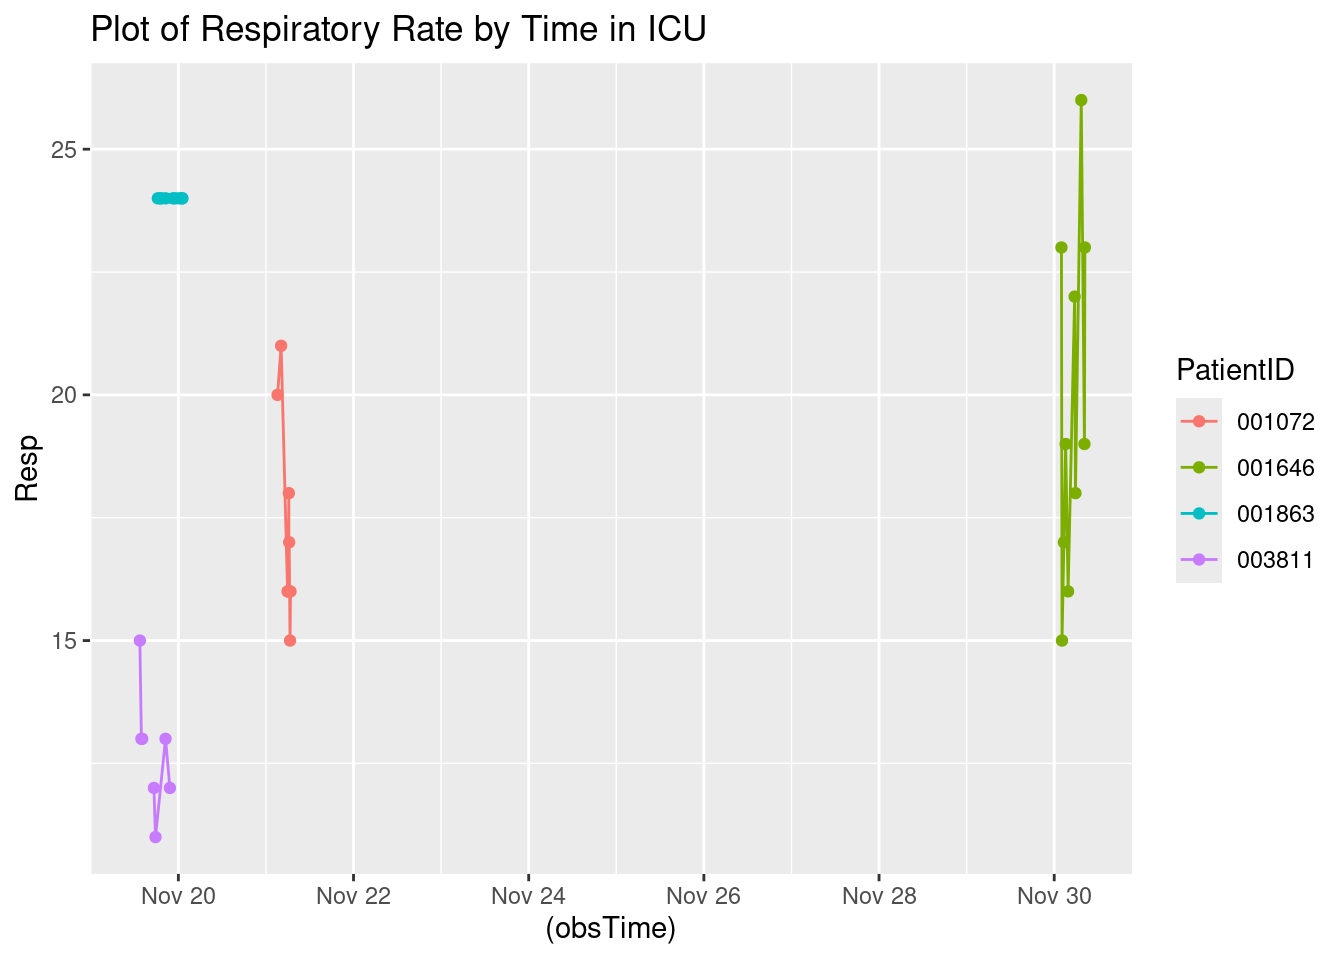 Plot of Respiratory Rate by Time in ICU
25
20
15
Resp
Nov 20 Nov 22 Nov 24 Nov 26 Nov 28 Nov 30
(obsTime)
PatientID
001072
001646
001863
003811